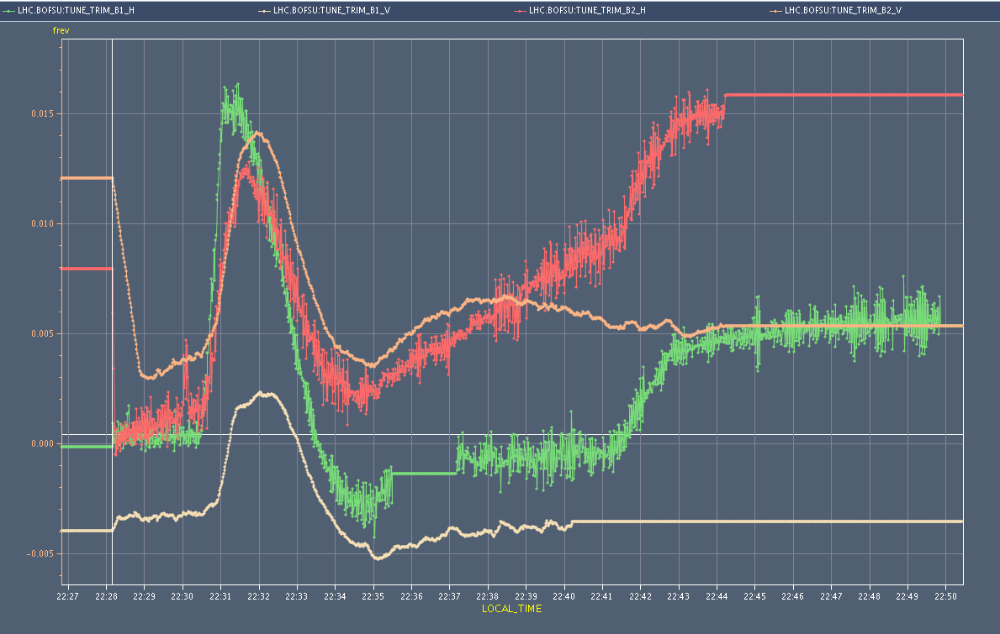 LHC.BOFSU:TUNE_TRIM_B1_H LHC.BOFSU:TUNE_TRIM_B1_V LHC.BOFSU:TUNE_TRIM_B2_H LHC.BOFSU:TUNE_TRIM_B2_V
frev
0.015
0.010
0.005
0.000
-0.005
22:27 22:28 22:29 22:30 22:31 22:32 22:33 22:34 22:35 22:36 22:37 22:38 22:39 22:40 22:41 22:42 22:43 22:44 22:45 22:46 22:47 22:48 22:49 22:50
LOCAL_TIME